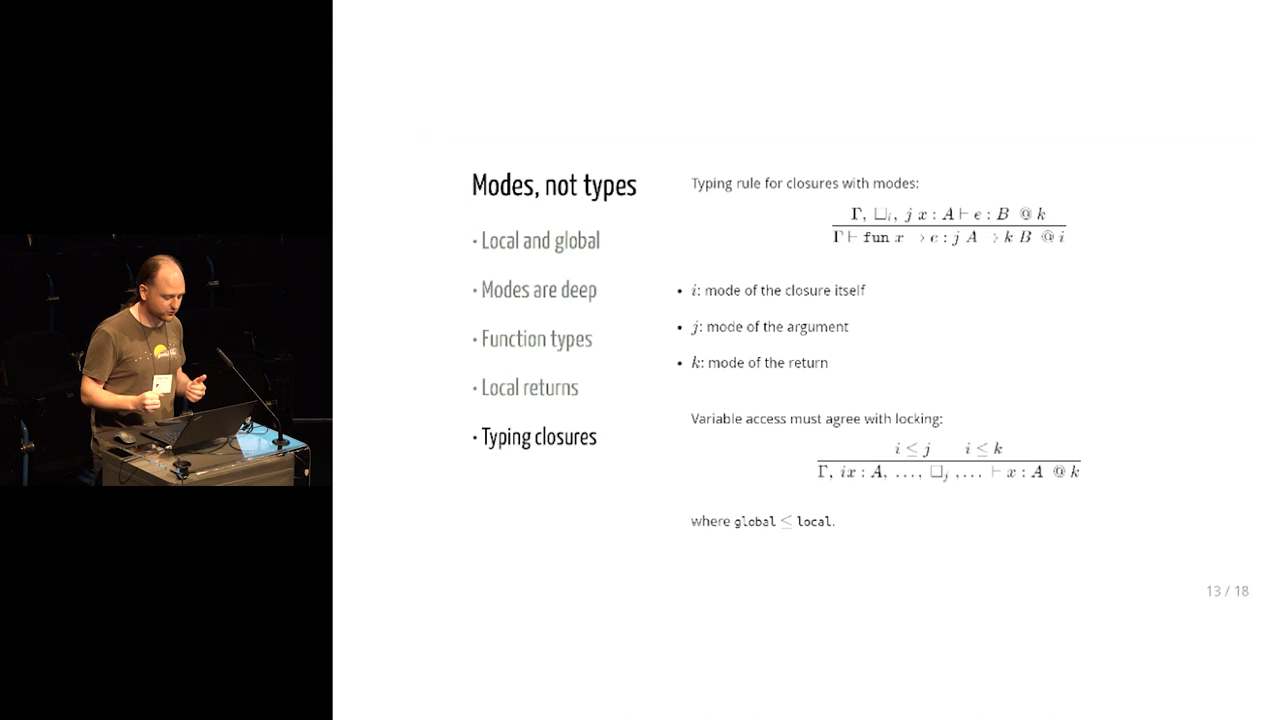 Modes, not types
· Local and global
· Modes are deep
· Function types
· Local returns
· Typing closures
Typing rule for closures with modes:
Γ, □ᵢ, j x : A ⊢ e : B @ k
Γ ⊢ fun x → e : j A → k B @ i
• i: mode of the closure itself
• j: mode of the argument
• k: mode of the return
Variable access must agree with locking:
i ≤ j i ≤ k
Γ, i x : A, …, □ⱼ, … ⊢ x : A @ k
where global ≤ local.
13 / 18